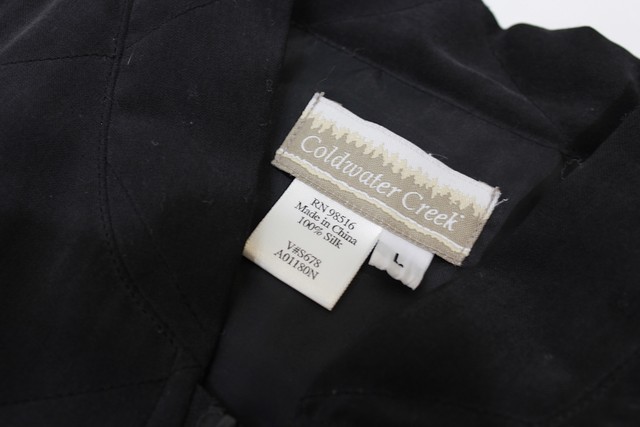 Coldwater Creek
RN 98516
Made in China
100% Silk
V#S678
A01180N
L